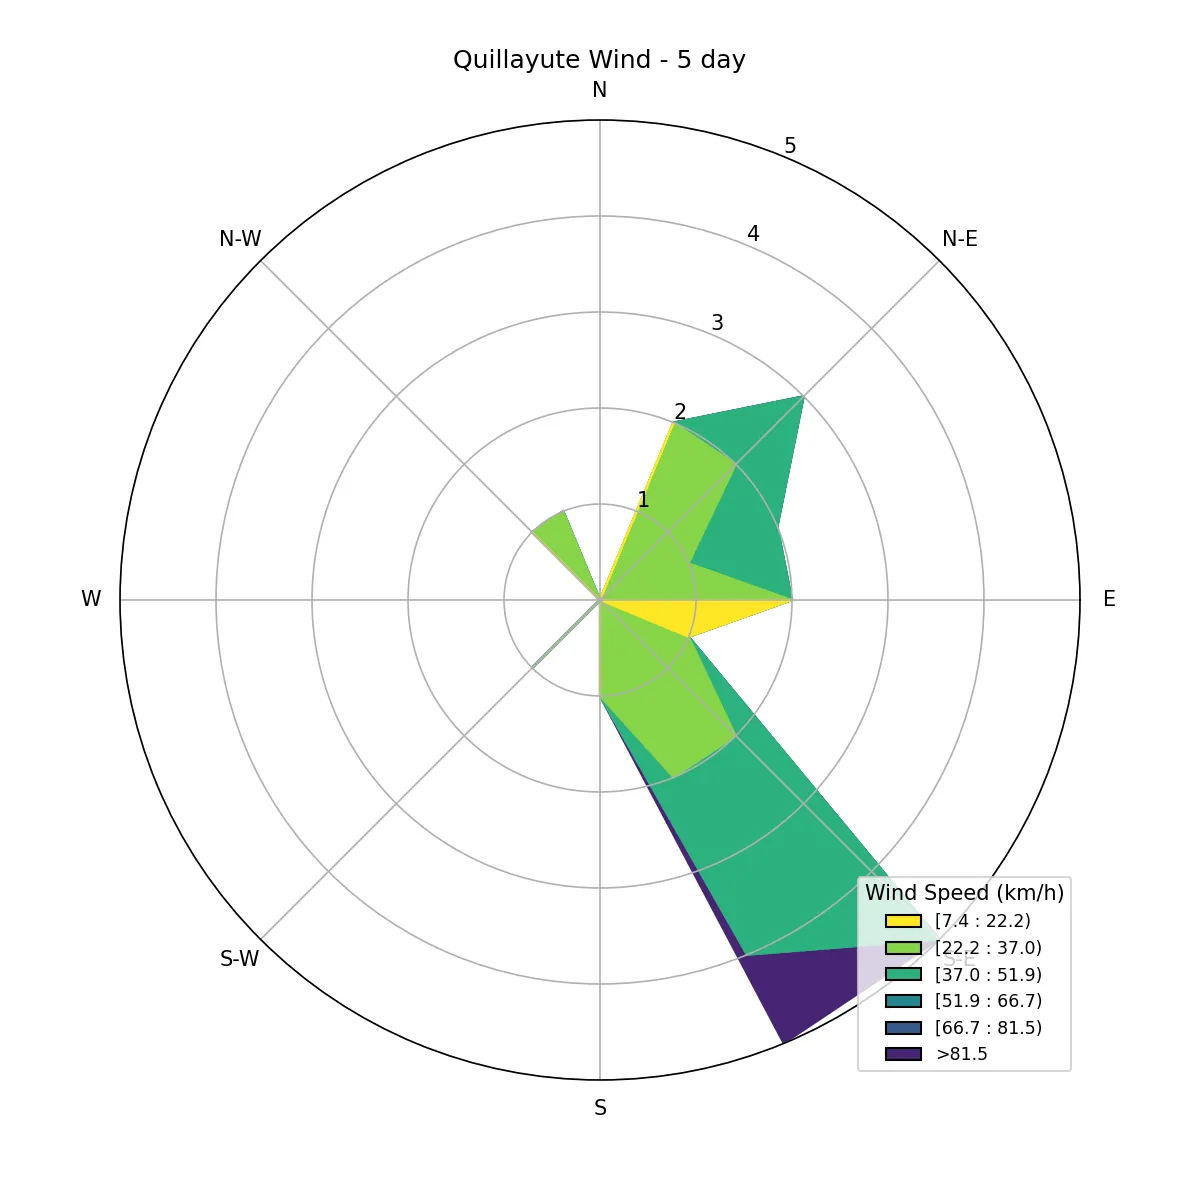 Quillayute Wind - 5 day
N
5
N-W
N-E
4
3
2
1
W
E
Wind Speed (km/h)
[7.4 : 22.2)
[22.2 : 37.0)
S-W
S-E
[37.0 : 51.9)
[51.9 : 66.7)
[66.7 : 81.5)
>81.5
S